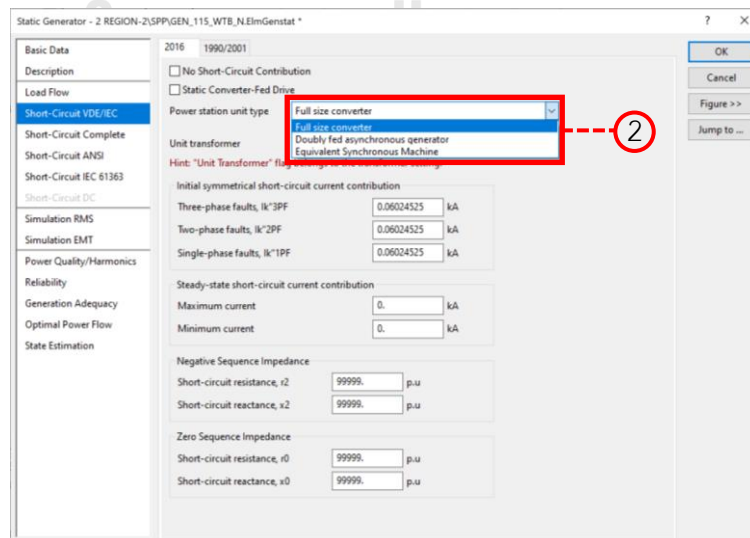 Static Generator - 2 REGION-2\SPP\GEN_115_WTB_N.ElmGenstat *
? X
Basic Data
Description
Load Flow
Short-Circuit VDE/IEC
Short-Circuit Complete
Short-Circuit ANSI
Short-Circuit IEC 61363
Short-Circuit DC
Simulation RMS
Simulation EMT
Power Quality/Harmonics
Reliability
Generation Adequacy
Optimal Power Flow
State Estimation
2016 1990/2001
No Short-Circuit Contribution
Static Converter-Fed Drive
Power station unit type Full size converter
Full size converter
Doubly fed asynchronous generator
Equivalent Synchronous Machine
2
Unit transformer
Hint: "Unit Transformer" flag
Initial symmetrical short-circuit current contribution
Three-phase faults, Ik"3PF 0.06024525 kA
Two-phase faults, Ik"2PF 0.06024525 kA
Single-phase faults, Ik"1PF 0.06024525 kA
Steady-state short-circuit current contribution
Maximum current 0. kA
Minimum current 0. kA
Negative Sequence Impedance
Short-circuit resistance, r2 99999. p.u
Short-circuit reactance, x2 99999. p.u
Zero Sequence Impedance
Short-circuit resistance, r0 99999. p.u
Short-circuit reactance, x0 99999. p.u
OK
Cancel
Figure >>
Jump to ...